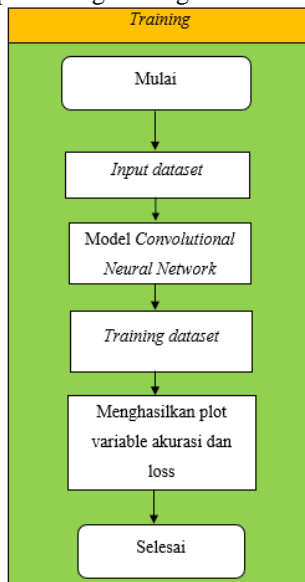 Training
Mulai
Input dataset
Model Convolutional
Neural Network
Training dataset
Menghasilkan plot
variable akurasi dan
loss
Selesai